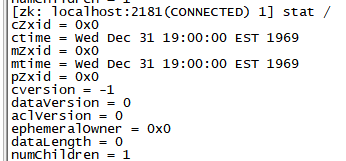 [zk: localhost:2181(CONNECTED) 1] stat /
cZxid = 0x0
ctime = Wed Dec 31 19:00:00 EST 1969
mZxid = 0x0
mtime = Wed Dec 31 19:00:00 EST 1969
pZxid = 0x0
cversion = -1
dataVersion = 0
aclVersion = 0
ephemeralOwner = 0x0
dataLength = 0
numChildren = 1